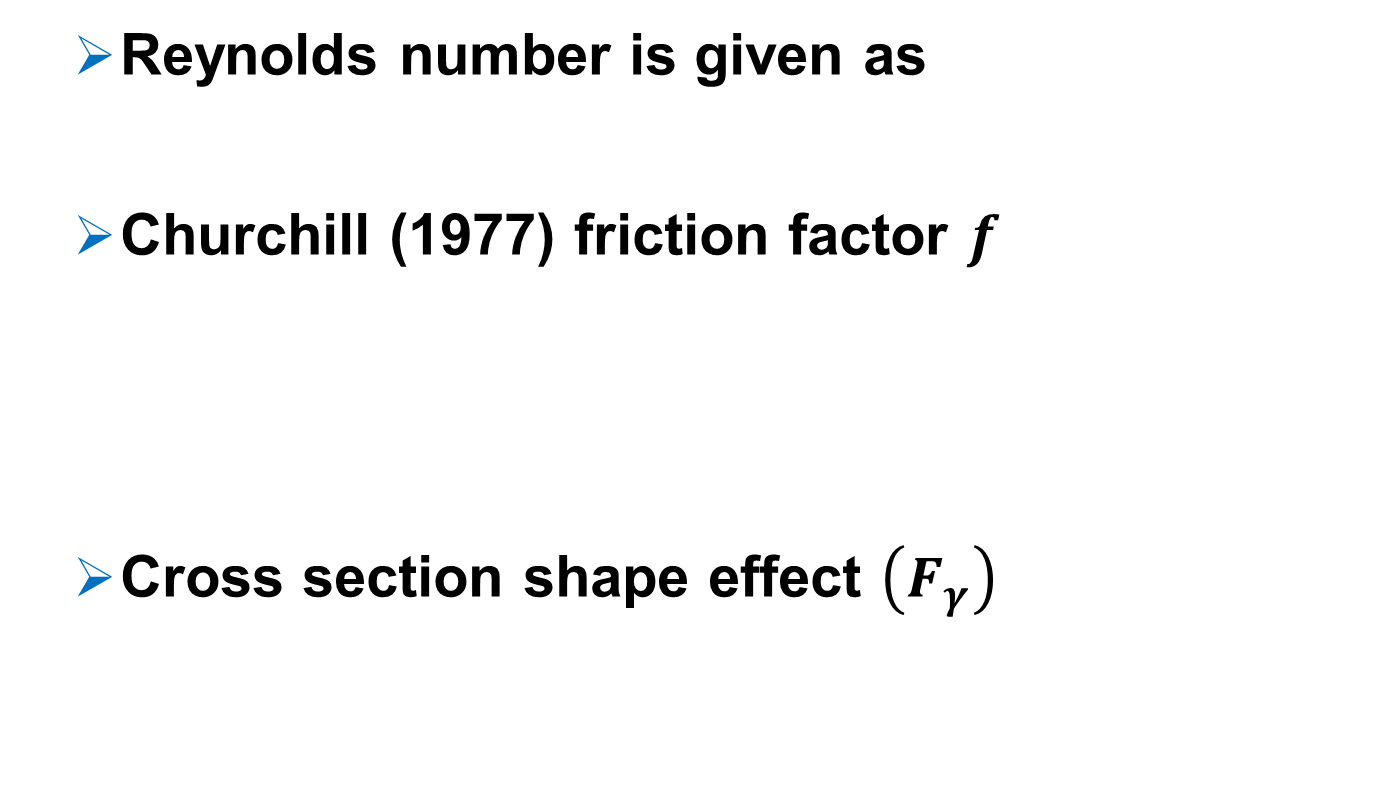 ➢Reynolds number is given as
➢Churchill (1977) friction factor 𝒇
➢Cross section shape effect (𝑭𝜸)